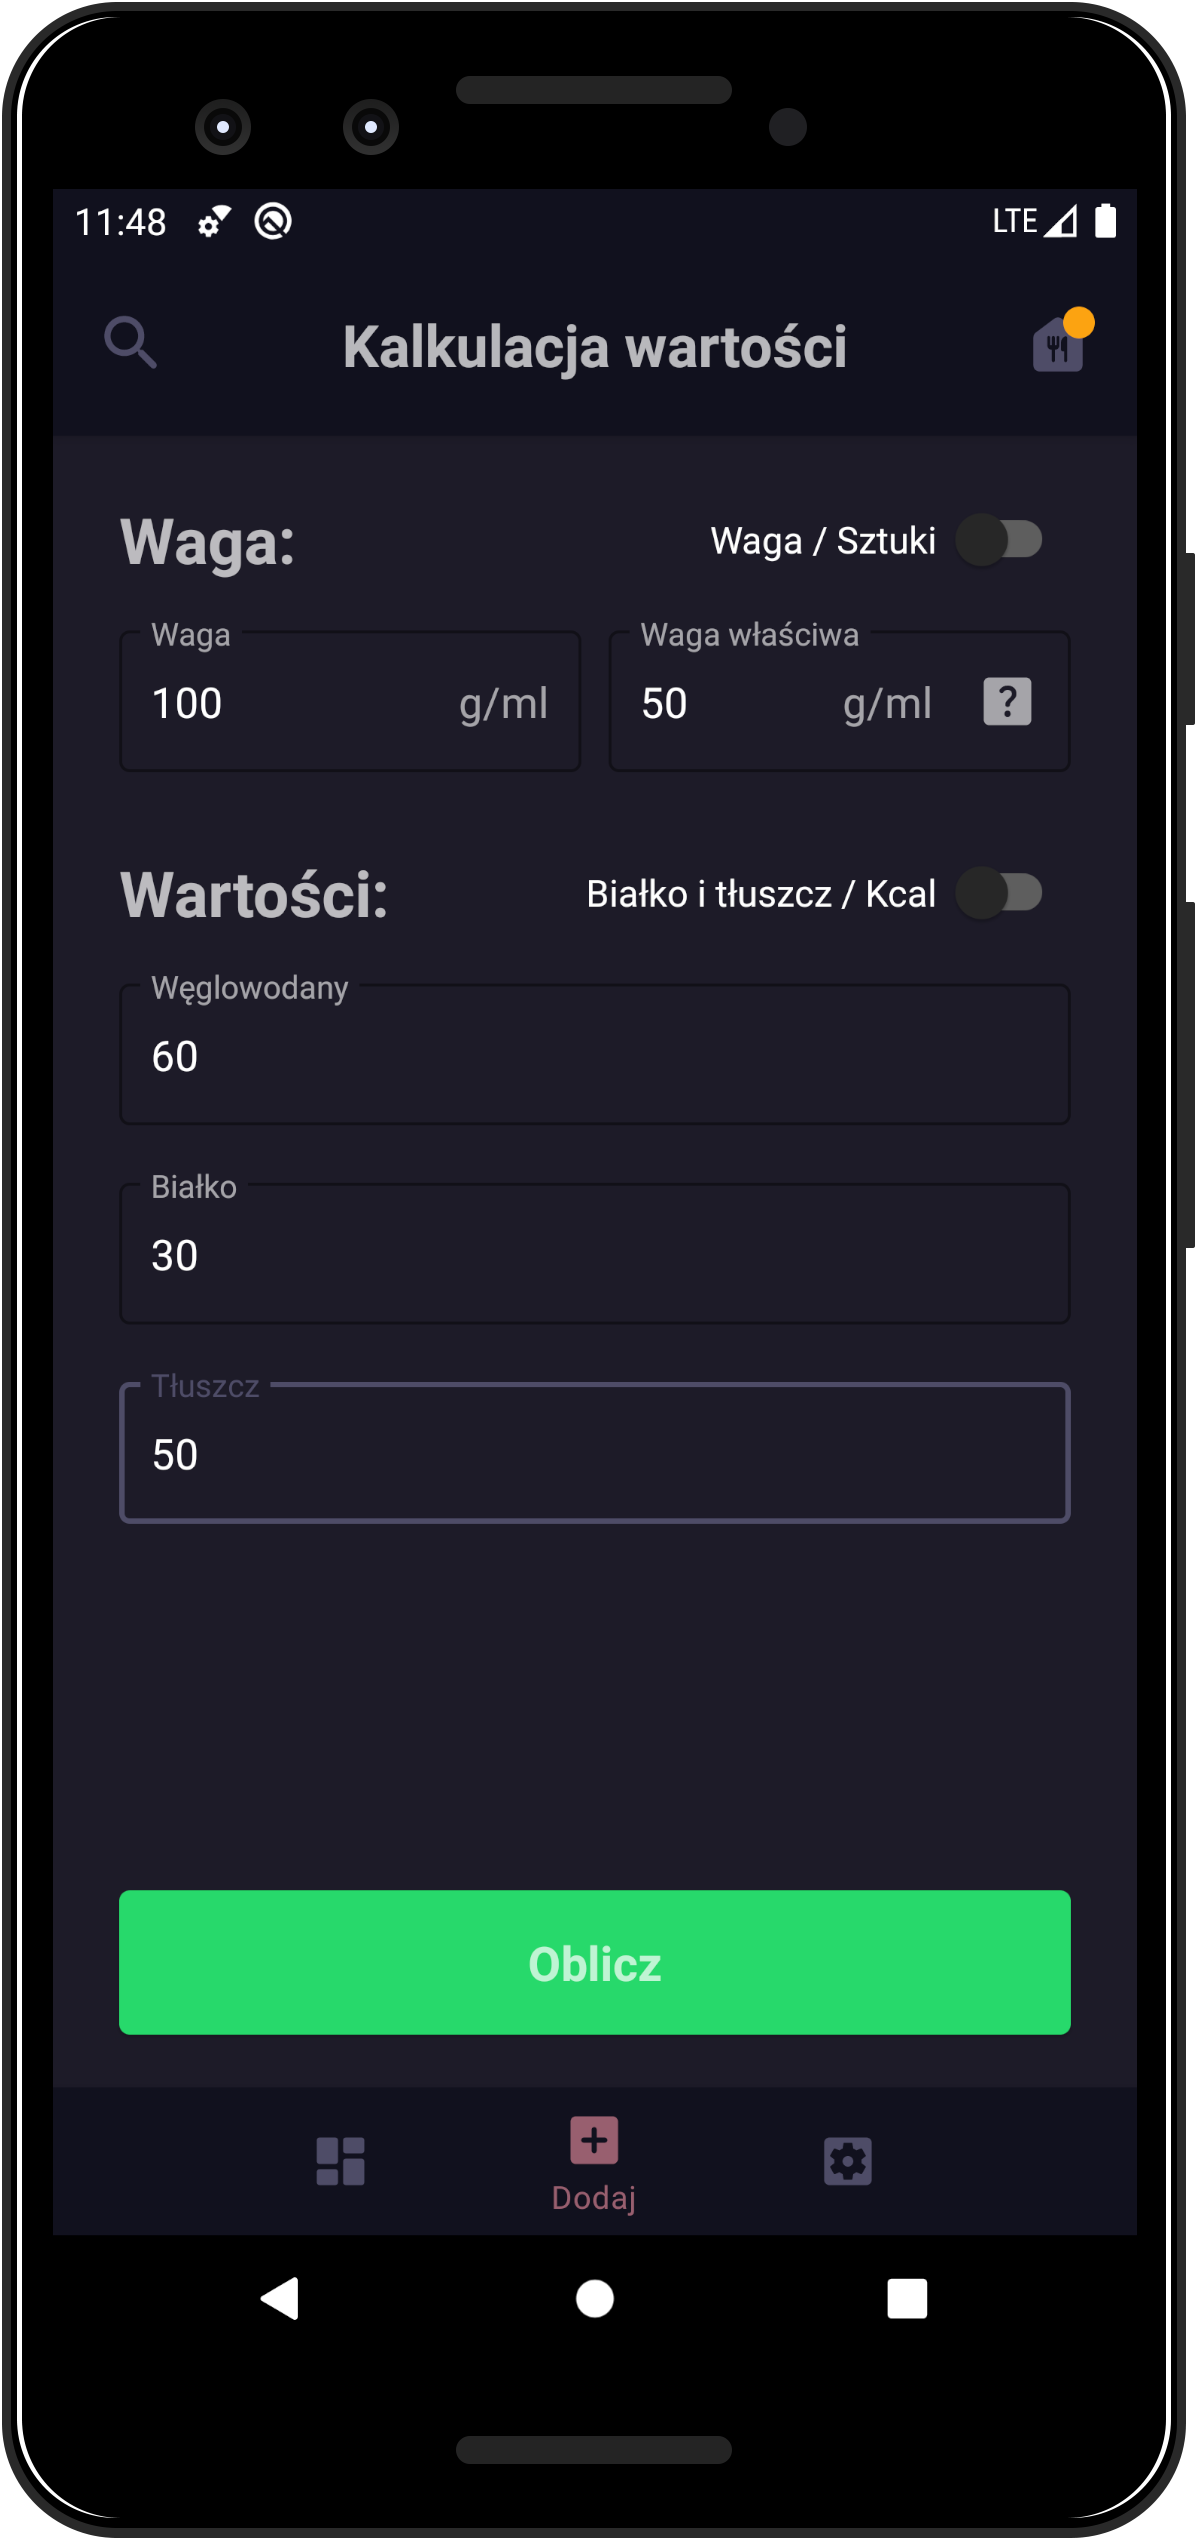 11:48 LTE
Kalkulacja wartości
Waga: Waga / Sztuki
Waga Waga właściwa
100 g/ml 50 g/ml ?
Wartości: Białko i tłuszcz / Kcal
Węglowodany
60
Białko
30
Tłuszcz
50
Oblicz
Dodaj